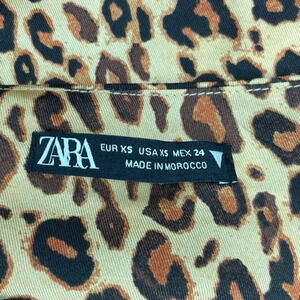 ZARA
EUR XS USA XS MEX 24
MADE IN MOROCCO